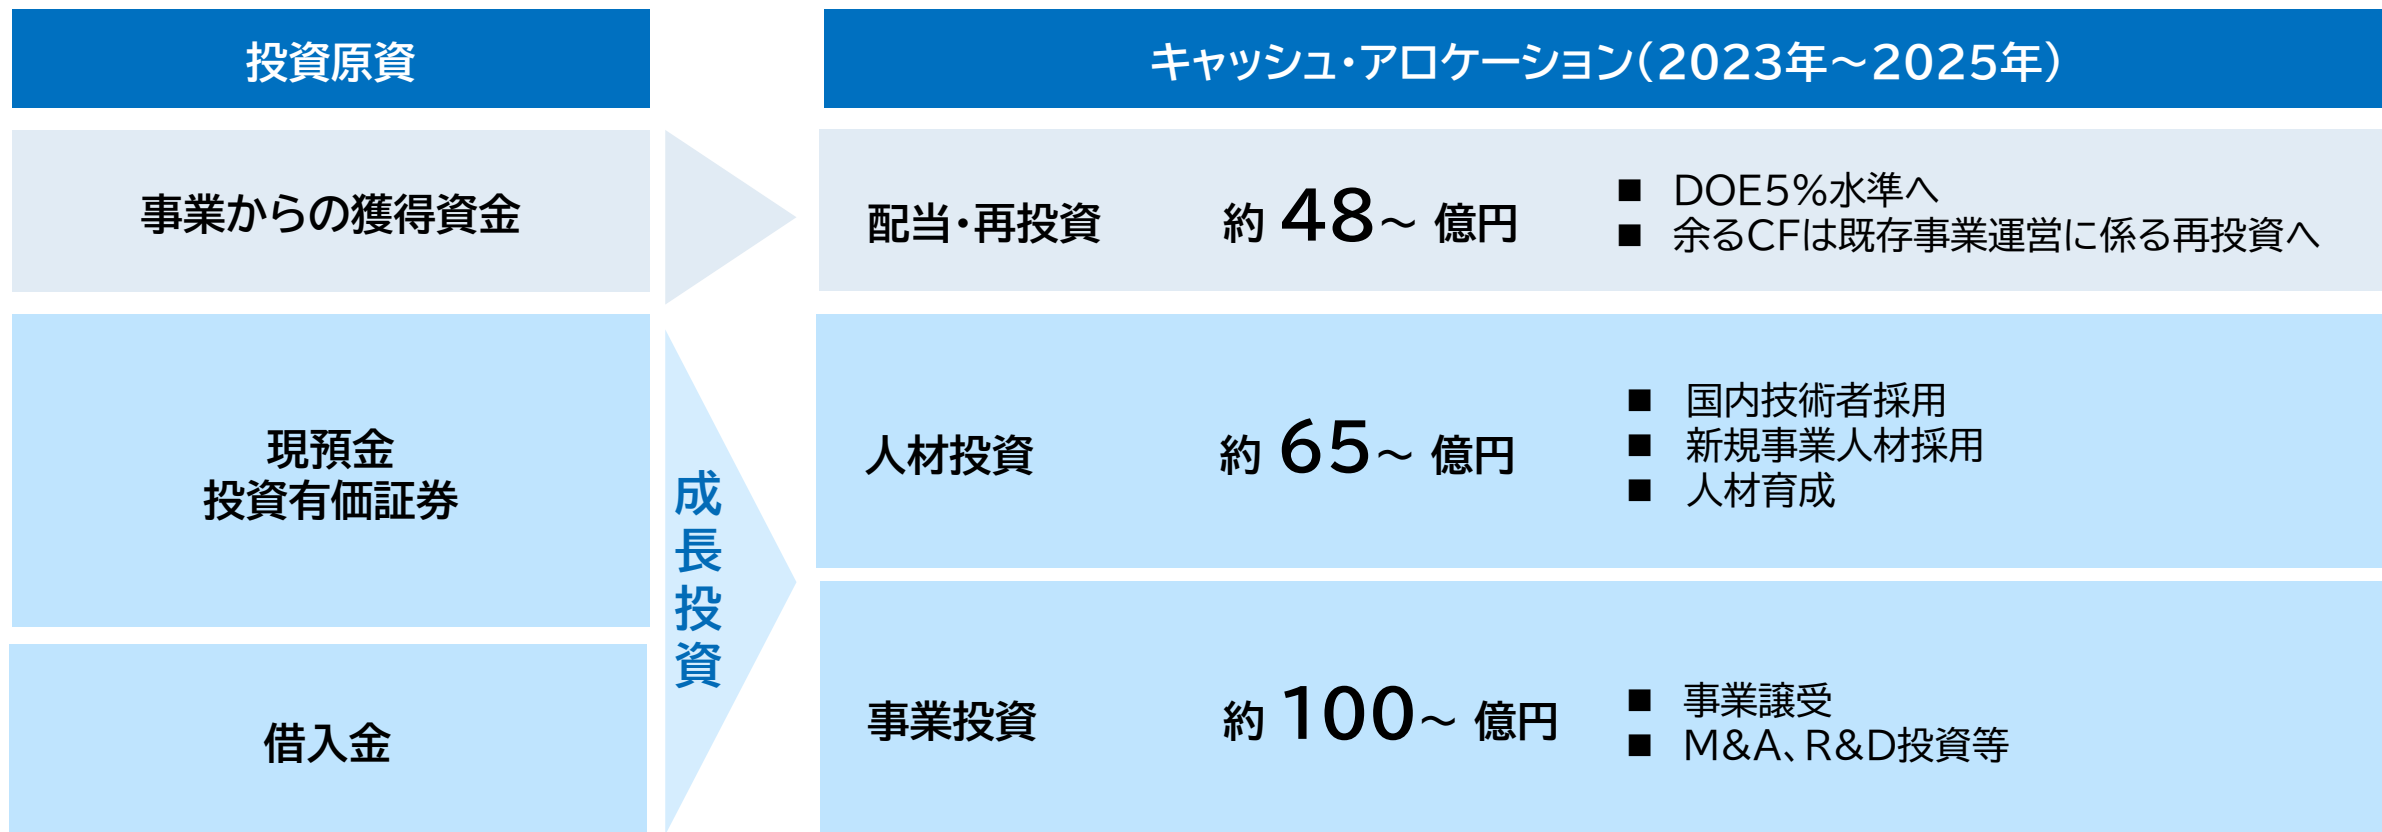 投資原資
キャッシュ・アロケーション(2023年～2025年)
事業からの獲得資金
配当・再投資 約 48～ 億円
■ DOE5%水準へ
■ 余るCFは既存事業運営に係る再投資へ
現預金
投資有価証券
借入金
成長投資
人材投資 約 65～ 億円
■ 国内技術者採用
■ 新規事業人材採用
■ 人材育成
事業投資 約 100～ 億円
■ 事業譲受
■ M&A、R&D投資等